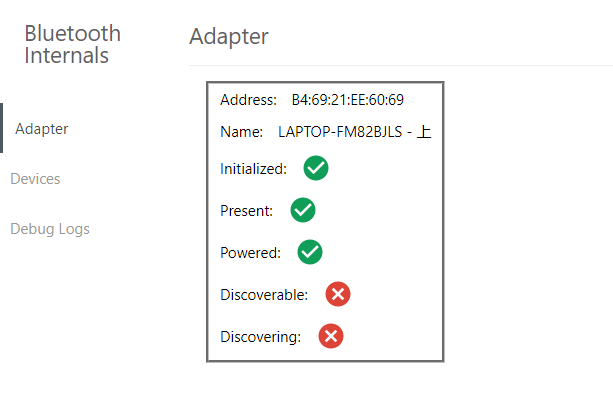 Bluetooth
Internals
Adapter
Devices
Debug Logs
Adapter
Address: B4:69:21:EE:60:69
Name: LAPTOP-FM82BJLS - 上
Initialized:
Present:
Powered:
Discoverable:
Discovering: